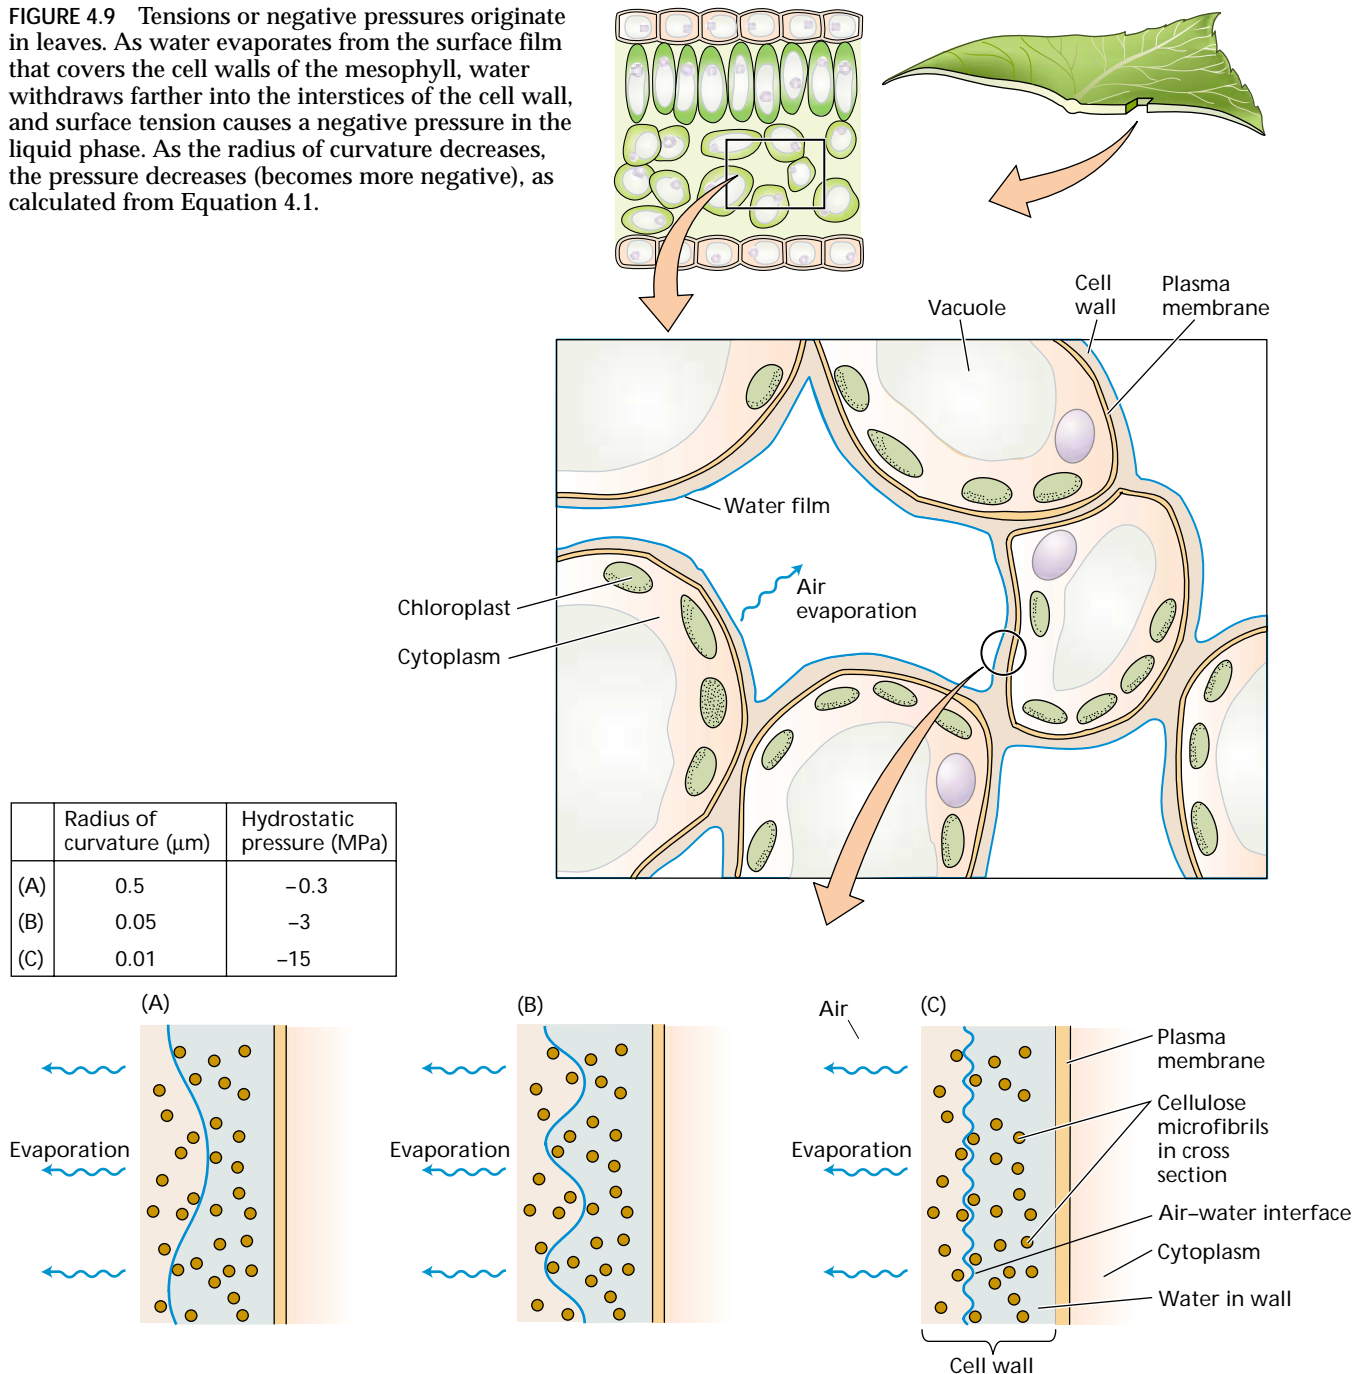 FIGURE 4.9 Tensions or negative pressures originate
in leaves. As water evaporates from the surface film
that covers the cell walls of the mesophyll, water
withdraws farther into the interstices of the cell wall,
and surface tension causes a negative pressure in the
liquid phase. As the radius of curvature decreases,
the pressure decreases (becomes more negative), as
calculated from Equation 4.1.
Vacuole
Cell
wall
Plasma
membrane
Water film
Air
evaporation
Chloroplast
Cytoplasm
Radius of
curvature (μm)
Hydrostatic
pressure (MPa)
(A) 0.5 –0.3
(B) 0.05 –3
(C) 0.01 –15
(A)
Evaporation
(B)
Evaporation
(C)
Air
Evaporation
Plasma
membrane
Cellulose
microfibrils
in cross
section
Air–water interface
Cytoplasm
Water in wall
Cell wall